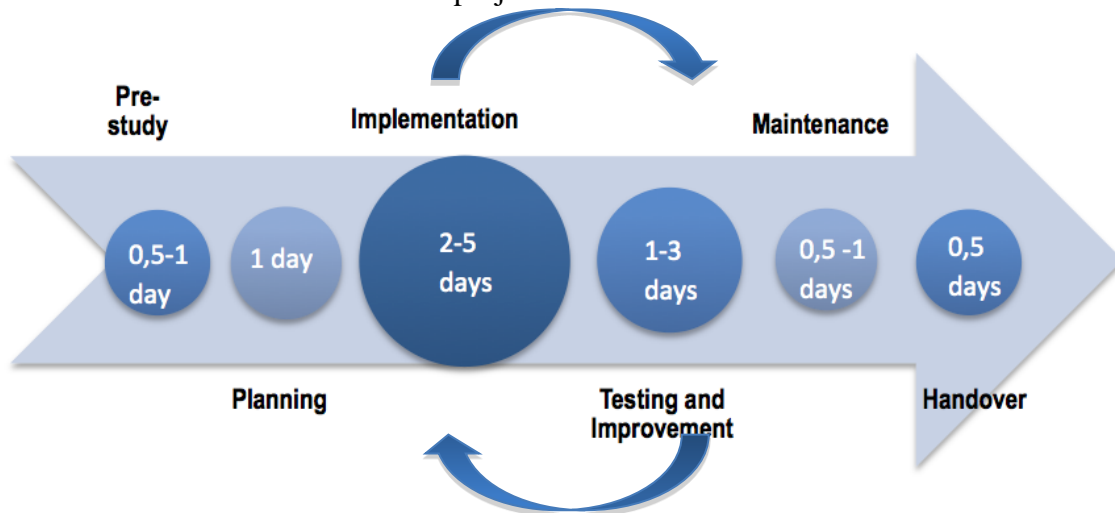 Pre-
study
Implementation
Maintenance
0,5-1
day
1 day
2-5
days
1-3
days
0,5 -1
days
0,5
days
Planning
Testing and
Improvement
Handover